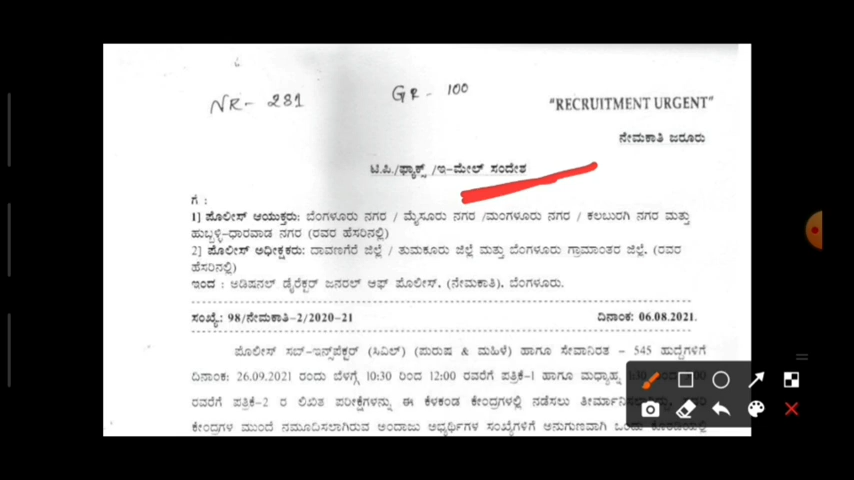 NR- 281
GR - 100
"RECRUITMENT URGENT"
ನೇಮಕಾತಿ ಜರೂರು
ಟಿ.ಪಿ./ಫ್ಯಾಕ್ಸ್ /ಇ-ಮೇಲ್ ಸಂದೇಶ
ಗೆ :
1] ಪೊಲೀಸ್ ಆಯುಕ್ತರು: ಬೆಂಗಳೂರು ನಗರ / ಮೈಸೂರು ನಗರ /ಮಂಗಳೂರು ನಗರ / ಕಲಬುರಗಿ ನಗರ ಮತ್ತು
ಹುಬ್ಬಳ್ಳಿ-ಧಾರವಾಡ ನಗರ (ರವರ ಹೆಸರಿನಲ್ಲಿ)
2] ಪೊಲೀಸ್ ಅಧೀಕ್ಷಕರು: ದಾವಣಗೆರೆ ಜಿಲ್ಲೆ / ತುಮಕೂರು ಜಿಲ್ಲೆ ಮತ್ತು ಬೆಂಗಳೂರು ಗ್ರಾಮಾಂತರ ಜಿಲ್ಲೆ. (ರವರ
ಹೆಸರಿನಲ್ಲಿ)
ಇಂದ : ಅಡಿಷನಲ್ ಡೈರೆಕ್ಟರ್ ಜನರಲ್ ಆಫ್ ಪೊಲೀಸ್. (ನೇಮಕಾತಿ). ಬೆಂಗಳೂರು.
ಸಂಖ್ಯೆ: 98/ನೇಮಕಾತಿ-2/2020-21 ದಿನಾಂಕ: 06.08.2021.
ಪೊಲೀಸ್ ಸಬ್-ಇನ್ಸ್‌ಪೆಕ್ಟರ್ (ಸಿವಿಲ್) (ಪುರುಷ & ಮಹಿಳೆ) ಹಾಗೂ ಸೇವಾನಿರತ – 545 ಹುದ್ದೆಗಳಿಗೆ
ದಿನಾಂಕ: 26.09.2021 ರಂದು ಬೆಳಗ್ಗೆ 10:30 ರಿಂದ 12:00 ರವರೆಗೆ ಪತ್ರಿಕೆ-1 ಹಾಗೂ ಮಧ್ಯಾಹ್ನ
ರವರೆಗೆ ಪತ್ರಿಕೆ-2 ರ ಲಿಖಿತ ಪರೀಕ್ಷೆಗಳನ್ನು ಈ ಕೆಳಕಂಡ ಕೇಂದ್ರಗಳಲ್ಲಿ ನಡೆಸಲು
ಕೇಂದ್ರಗಳ ಮುಂದೆ ನಮೂದಿಸಲಾಗಿರುವ ಅಂದಾಜು ಅಭ್ಯರ್ಥಿಗಳ ಸಂಖ್ಯೆಗಳಿಗೆ ಅನುಗುಣವಾಗಿ